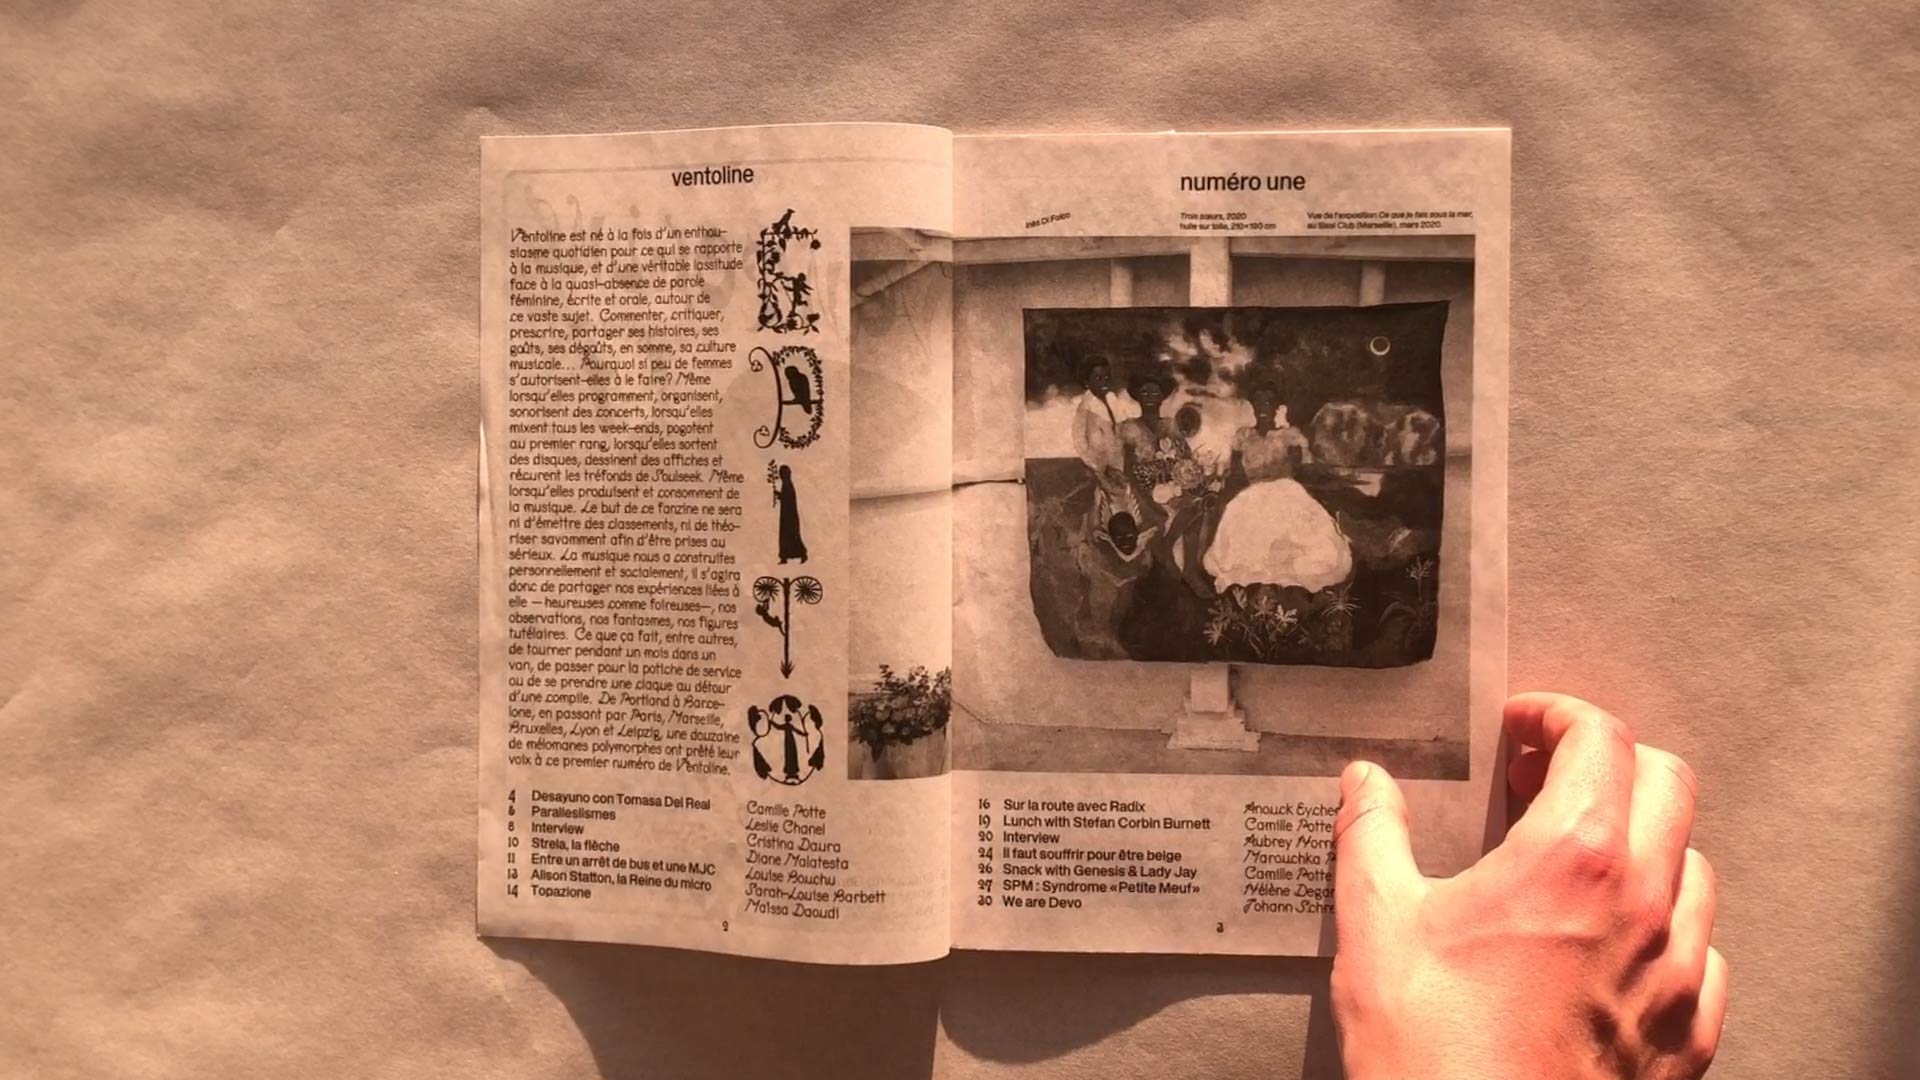 ventoline
Ventoline est né à la fois d'un enthou-
siasme quotidien pour ce qui se rapporte
à la musique, et d'une véritable lassitude
face à la quasi-absence de parole
féminine, écrite et orale, autour de
ce vaste sujet. Commenter, critiquer,
prescrire, partager ses histoires, ses
goûts, ses dégoûts, en somme, sa culture
musicale... Pourquoi si peu de femmes
s'autorisent-elles à le faire? Même
lorsqu'elles programment, organisent,
sonorisent des concerts, lorsqu'elles
mixent tous les week-ends, pogotent
au premier rang, lorsqu'elles sortent
des disques, dessinent des affiches et
récurent les tréfonds de Soulseek. Même
lorsqu'elles produisent et consomment de
la musique. Le but de ce fanzine ne sera
ni d'émettre des classements, ni de théo-
riser savamment afin d'être prises au
sérieux. La musique nous a construites
personnellement et socialement, il s'agira
donc de partager nos expériences liées à
elle — heureuses comme foireuses—, nos
observations, nos fantasmes, nos figures
tutélaires. Ce que ça fait, entre autres,
de tourner pendant un mois dans un
van, de passer pour la potiche de service
ou de se prendre une claque au détour
d'une compile. De Portland à Barce-
lone, en passant par Paris, Marseille,
Bruxelles, Lyon et Leipzig, une douzaine
de mélomanes polymorphes ont prêté leur
voix à ce premier numéro de Ventoline.
E
D
I
T
O
4 Desayuno con Tomasa Del Real Camille Potte
6 Parallelismes Leslie Chanel
8 Interview Cristina Daura
10 Strela, la flèche Diane Malatesta
11 Entre un arrêt de bus et une MJC Louise Bouchu
13 Alison Statton, la Reine du micro Sarah-Louise Barbett
14 Topazione Maïssa Daoudi
2
numéro une
Inès Di Folco
Trois sœurs, 2020
huile sur toile, 210×180 cm
Vue de l'exposition Ce que je fais sous la mer,
au Sissi Club (Marseille), mars 2020.
16 Sur la route avec Radix Anouck Eychen
19 Lunch with Stefan Corbin Burnett Camille Potte
20 Interview Aubrey
24 Il faut souffrir pour être belge Marouchka
26 Snack with Genesis & Lady Jay Camille Potte
27 SPM : Syndrome «Petite Meuf» Hélène
30 We are Devo Johann
3